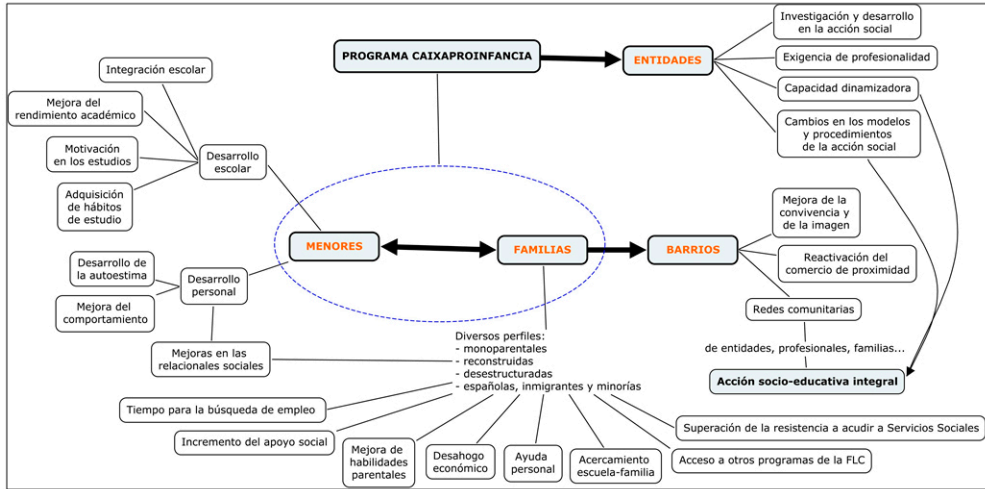 PROGRAMA CAIXAPROINFANCIA
ENTIDADES
Investigación y desarrollo
en la acción social
Exigencia de profesionalidad
Capacidad dinamizadora
Cambios en los modelos
y procedimientos
de la acción social
Integración escolar
Mejora del
rendimiento académico
Motivación
en los estudios
Adquisición
de hábitos
de estudio
Desarrollo
escolar
MENORES
FAMILIAS
BARRIOS
Mejora de la
convivencia y
de la imagen
Reactivación del
comercio de proximidad
Redes comunitarias
de entidades, profesionales, familias...
Acción socio-educativa integral
Desarrollo de
la autoestima
Mejora del
comportamiento
Desarrollo
personal
Mejoras en las
relacionales sociales
Diversos perfiles:
- monoparentales
- reconstruidas
- desestructuradas
- españolas, inmigrantes y minorías
Tiempo para la búsqueda de empleo
Incremento del apoyo social
Mejora de
habilidades
parentales
Desahogo
económico
Ayuda
personal
Acercamiento
escuela-familia
Acceso a otros programas de la FLC
Superación de la resistencia a acudir a Servicios Sociales